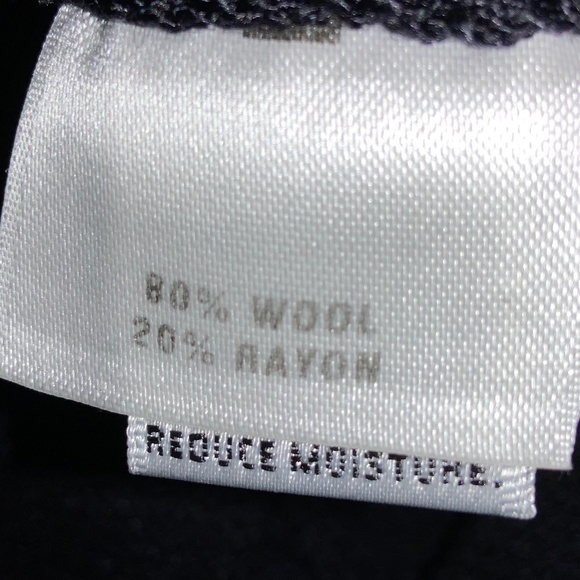 80% WOOL
20% RAYON
REDUCE MOISTURE.